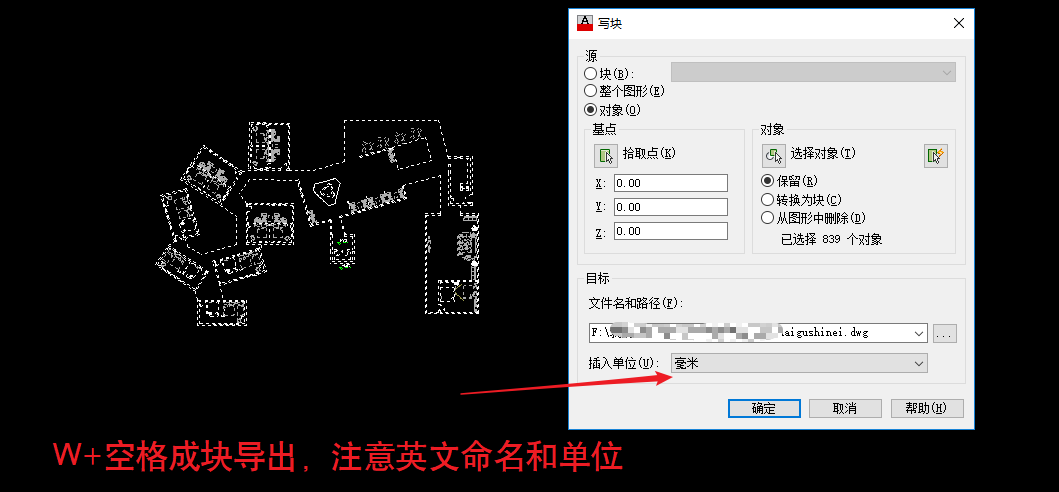 写块
源
块(B):
整个图形(E)
对象(O)
基点
拾取点(K)
X: 0.00
Y: 0.00
Z: 0.00
对象
选择对象(T)
保留(R)
转换为块(C)
从图形中删除(D)
已选择 839 个对象
目标
文件名和路径(F):
F:\ aigushinei.dwg
...
插入单位(U): 毫米
确定 取消 帮助(H)
W+空格成块导出，注意英文命名和单位